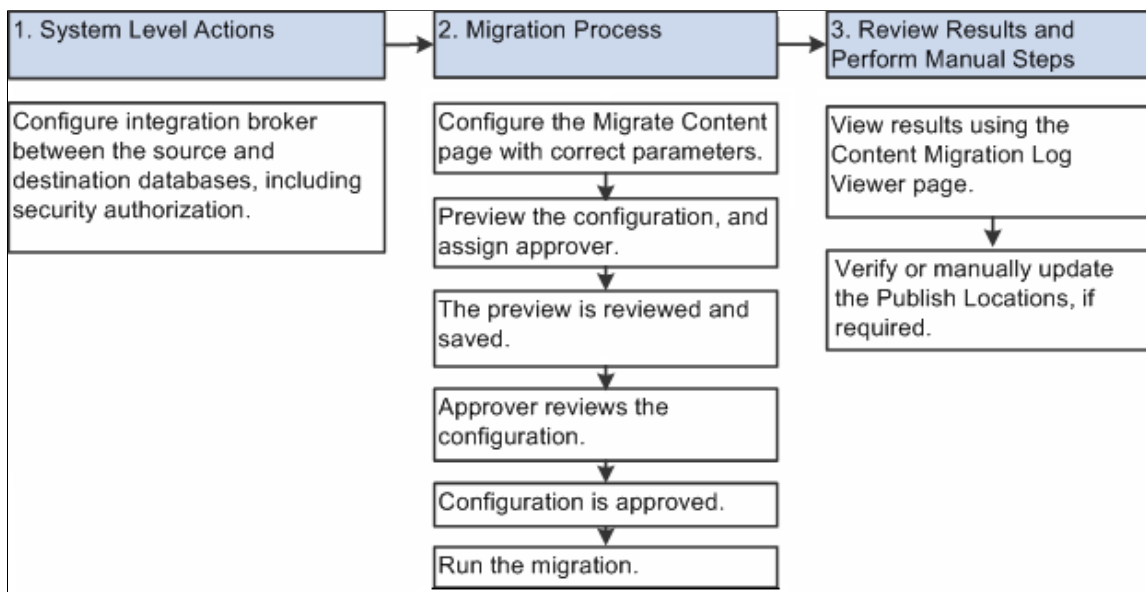 1. System Level Actions
2. Migration Process
3. Review Results and
Perform Manual Steps
Configure integration broker
between the source and
destination databases, including
security authorization.
Configure the Migrate Content
page with correct parameters.
Preview the configuration, and
assign approver.
The preview is reviewed and
saved.
Approver reviews the
configuration.
Configuration is approved.
Run the migration.
View results using the
Content Migration Log
Viewer page.
Verify or manually update
the Publish Locations, if
required.